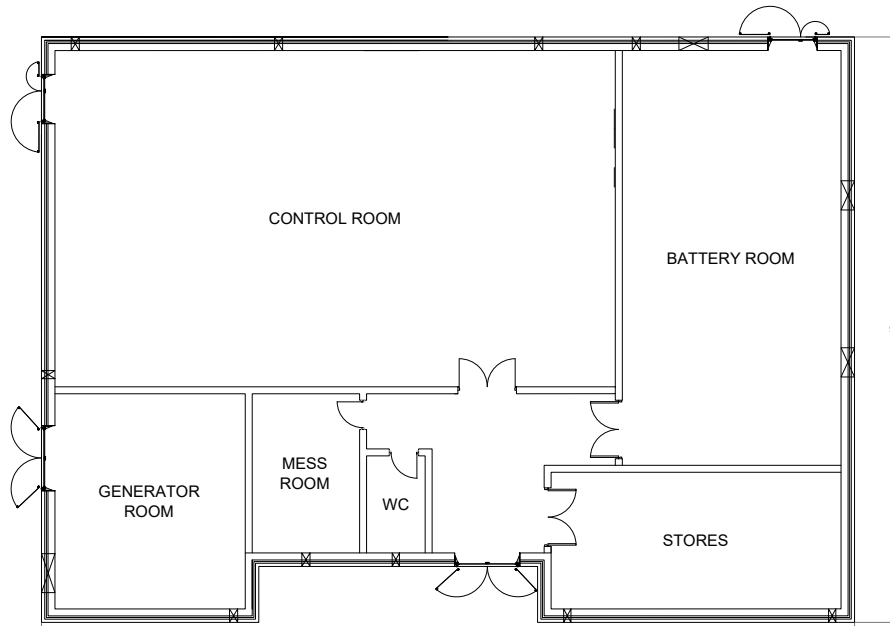 CONTROL ROOM
BATTERY ROOM
MESS
ROOM
GENERATOR
ROOM
WC
STORES